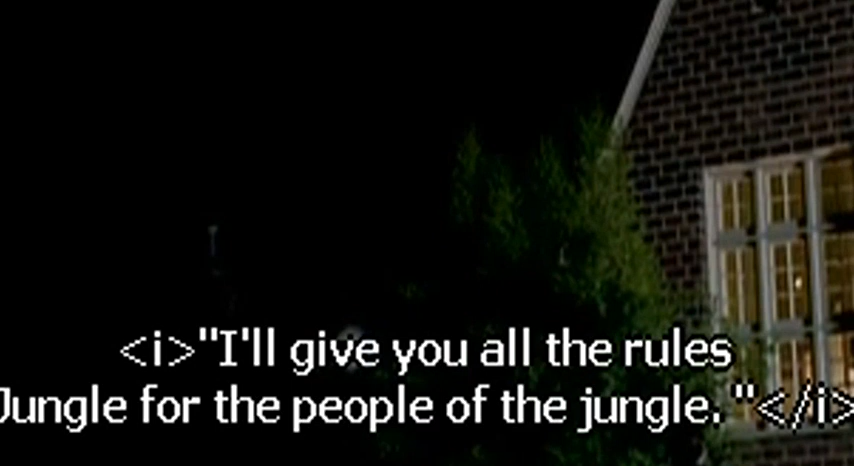 <i>"I'll give you all the rules
Jungle for the people of the jungle. "</i>